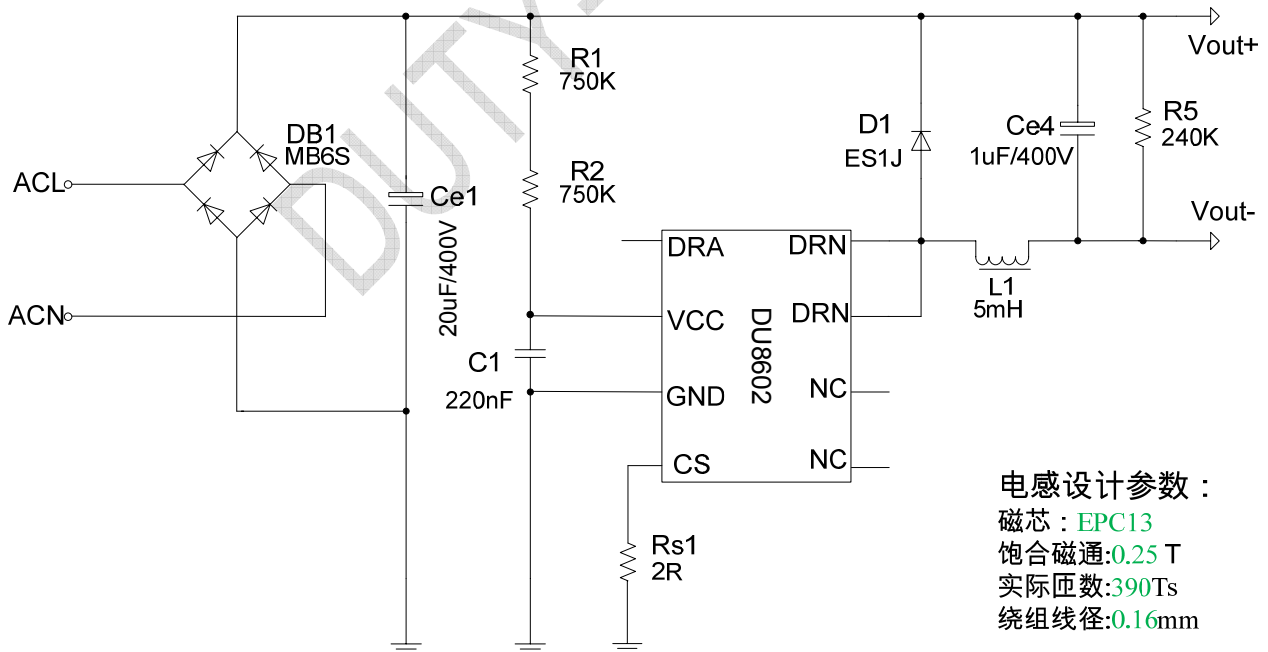 DUTY
Vout+
R1
750K
DB1
MB6S
D1
ES1J
Ce4
1uF/400V
R5
240K
ACL
R2
750K
Ce1
20uF/400V
Vout-
DRA
DRN
L1
5mH
ACN
VCC
DRN
DU8602
C1
220nF
GND
NC
CS
NC
Rs1
2R
电感设计参数：
磁芯：EPC13
饱合磁通:0.25 T
实际匝数:390Ts
绕组线径:0.16mm